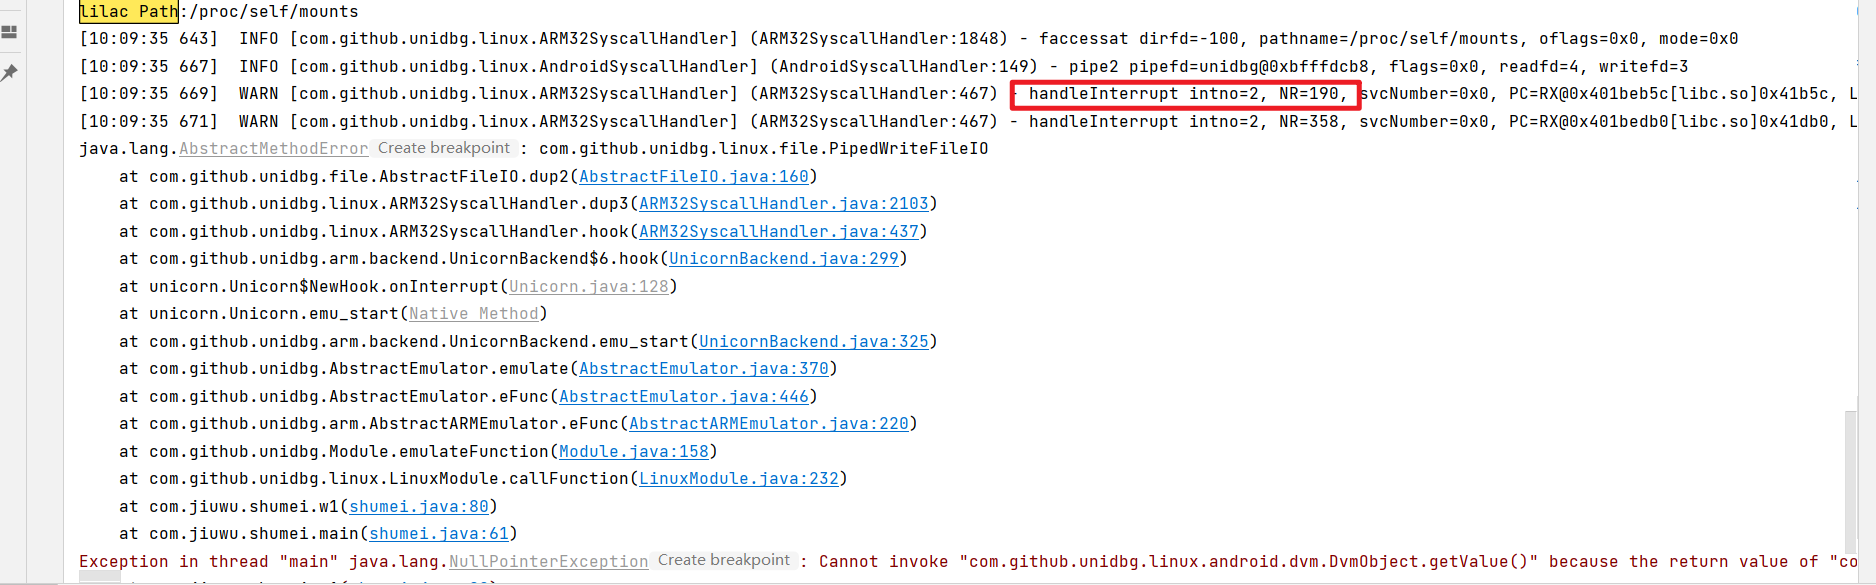 lilac Path:/proc/self/mounts
[10:09:35 643]  INFO [com.github.unidbg.linux.ARM32SyscallHandler] (ARM32SyscallHandler:1848) - faccessat dirfd=-100, pathname=/proc/self/mounts, oflags=0x0, mode=0x0
[10:09:35 667]  INFO [com.github.unidbg.linux.AndroidSyscallHandler] (AndroidSyscallHandler:149) - pipe2 pipefd=unidbg@0xbfffdcb8, flags=0x0, readfd=4, writefd=3
[10:09:35 669]  WARN [com.github.unidbg.linux.ARM32SyscallHandler] (ARM32SyscallHandler:467) - handleInterrupt intno=2, NR=190, svcNumber=0x0, PC=RX@0x401beb5c[libc.so]0x41b5c, L
[10:09:35 671]  WARN [com.github.unidbg.linux.ARM32SyscallHandler] (ARM32SyscallHandler:467) - handleInterrupt intno=2, NR=358, svcNumber=0x0, PC=RX@0x401bedb0[libc.so]0x41db0, L
java.lang.AbstractMethodError Create breakpoint : com.github.unidbg.linux.file.PipedWriteFileIO
    at com.github.unidbg.file.AbstractFileIO.dup2(AbstractFileIO.java:160)
    at com.github.unidbg.linux.ARM32SyscallHandler.dup3(ARM32SyscallHandler.java:2103)
    at com.github.unidbg.linux.ARM32SyscallHandler.hook(ARM32SyscallHandler.java:437)
    at com.github.unidbg.arm.backend.UnicornBackend$6.hook(UnicornBackend.java:299)
    at unicorn.Unicorn$NewHook.onInterrupt(Unicorn.java:128)
    at unicorn.Unicorn.emu_start(Native Method)
    at com.github.unidbg.arm.backend.UnicornBackend.emu_start(UnicornBackend.java:325)
    at com.github.unidbg.AbstractEmulator.emulate(AbstractEmulator.java:370)
    at com.github.unidbg.AbstractEmulator.eFunc(AbstractEmulator.java:446)
    at com.github.unidbg.arm.AbstractARMEmulator.eFunc(AbstractARMEmulator.java:220)
    at com.github.unidbg.Module.emulateFunction(Module.java:158)
    at com.github.unidbg.linux.LinuxModule.callFunction(LinuxModule.java:232)
    at com.jiuwu.shumei.w1(shumei.java:80)
    at com.jiuwu.shumei.main(shumei.java:61)
Exception in thread "main" java.lang.NullPointerException Create breakpoint : Cannot invoke "com.github.unidbg.linux.android.dvm.DvmObject.getValue()" because the return value of "co